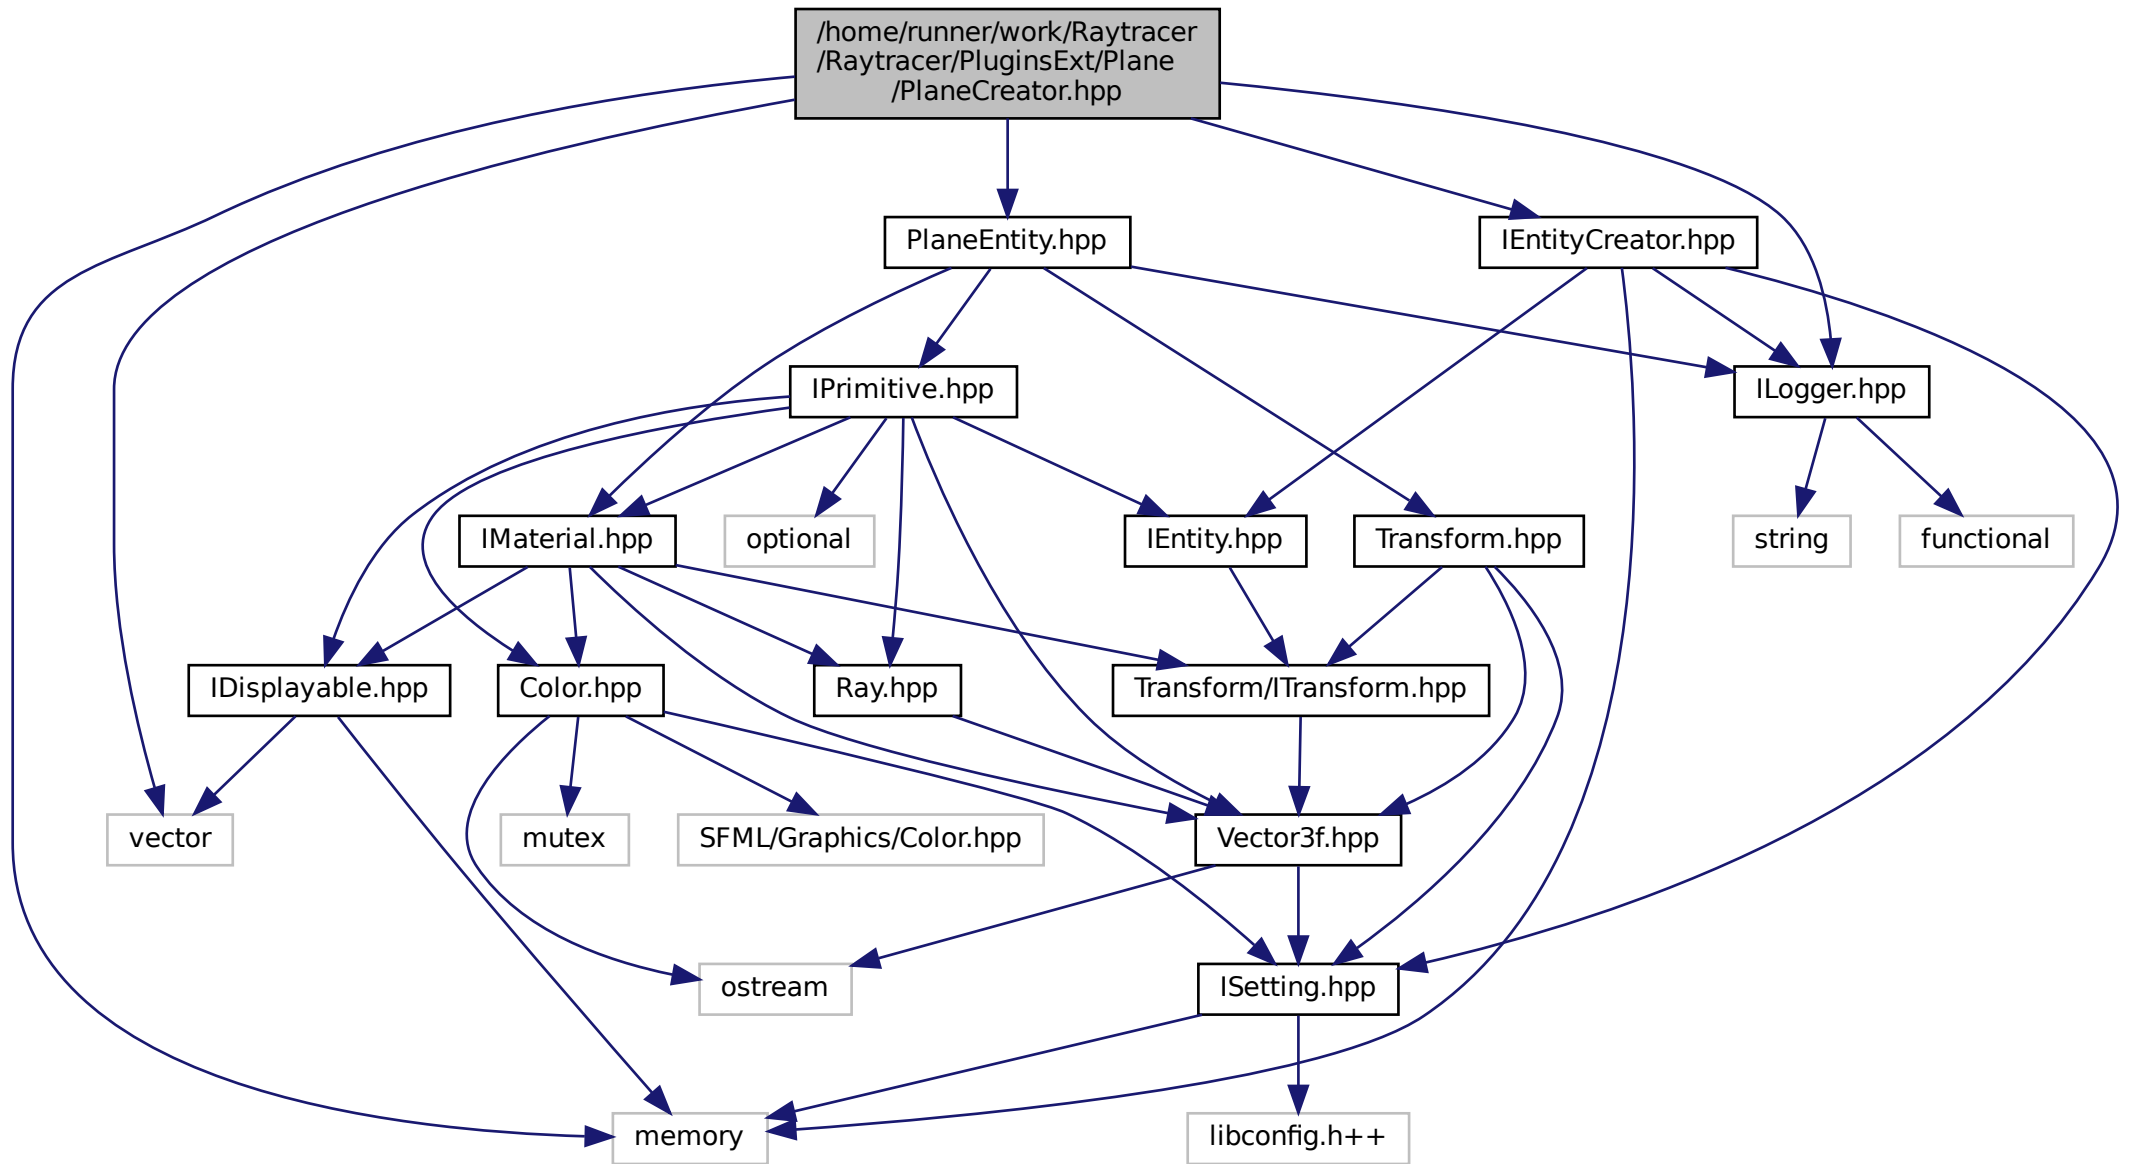 /home/runner/work/Raytracer
/Raytracer/PluginsExt/Plane
/PlaneCreator.hpp
PlaneEntity.hpp
IEntityCreator.hpp
IPrimitive.hpp
ILogger.hpp
IMaterial.hpp
optional
IEntity.hpp
Transform.hpp
string
functional
IDisplayable.hpp
Color.hpp
Ray.hpp
Transform/ITransform.hpp
vector
mutex
SFML/Graphics/Color.hpp
Vector3f.hpp
ostream
ISetting.hpp
memory
libconfig.h++